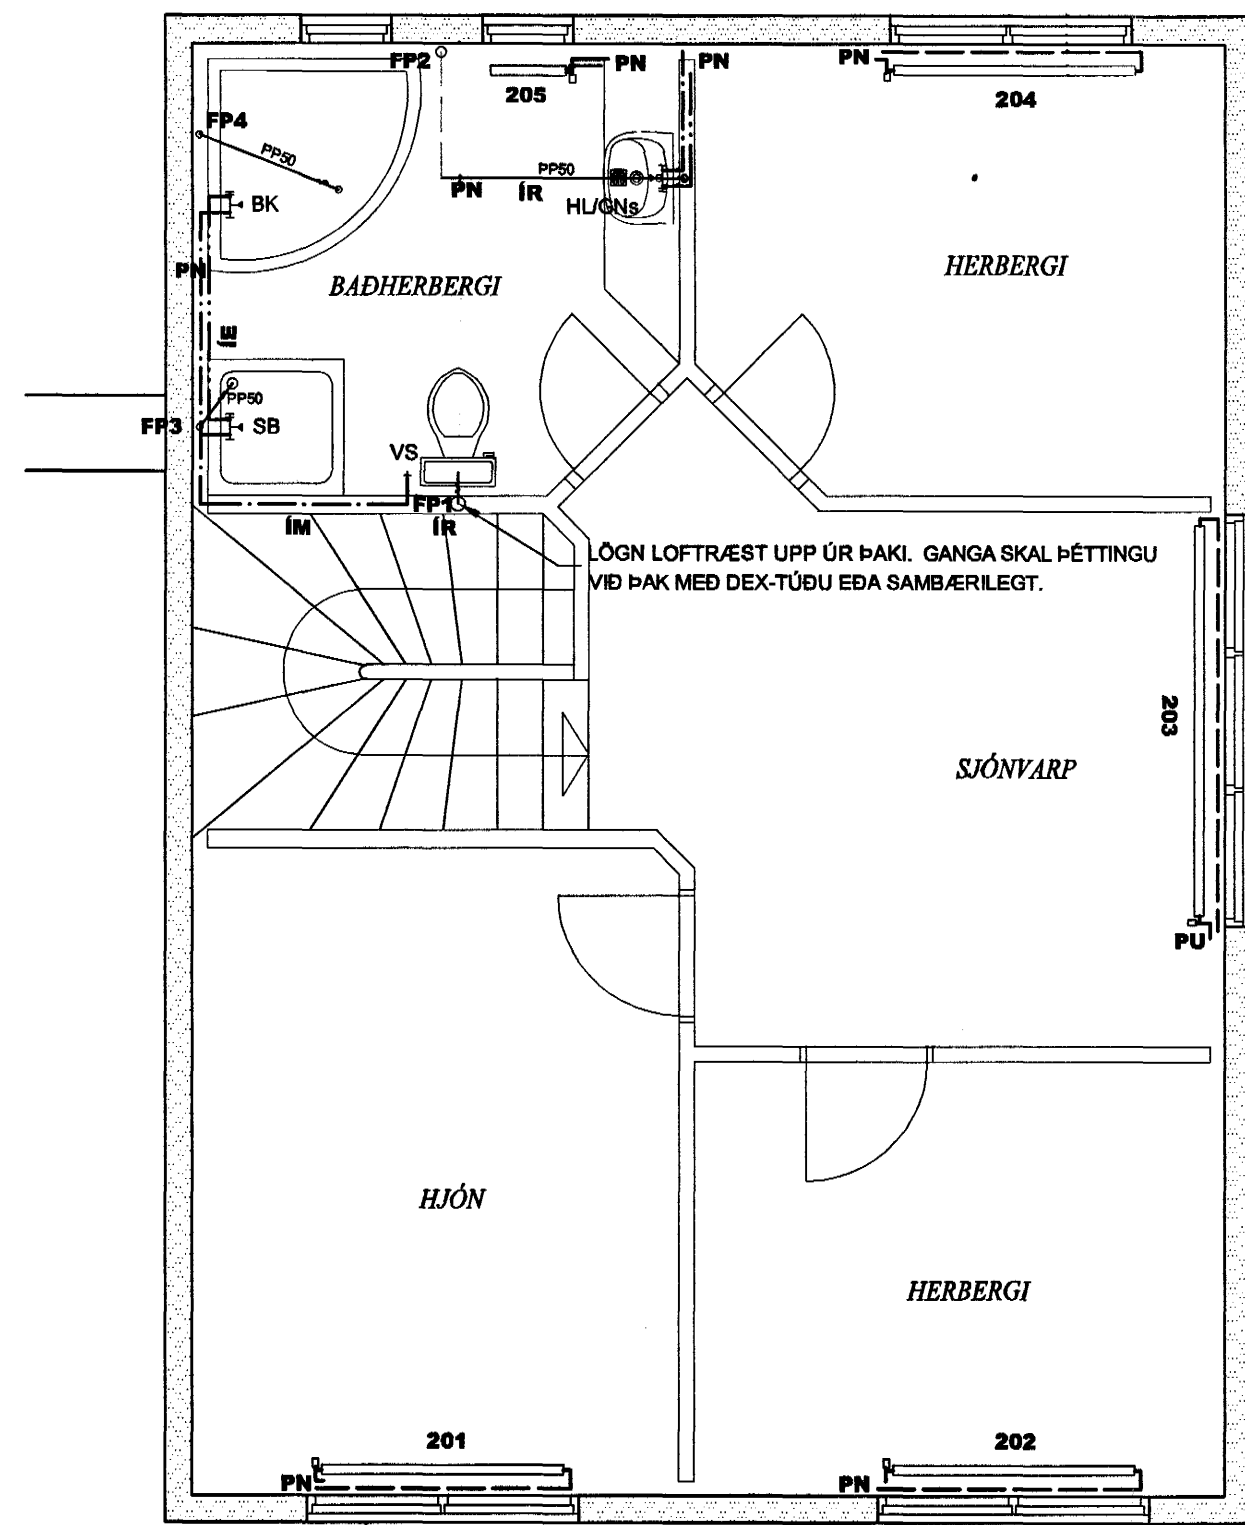 FP2
PN
PN
PN
205
204
FP4
PP50
PP50
PN
ÍR
BK
HL/GNs
PN
BAÐHERBERGI
HERBERGI
ÍM
PP50
FP3
SB
VS
FP1
ÍM
ÍR
LÖGN LOFTRÆST UPP ÚR ÞAKI. GANGA SKAL ÞÉTTINGU
VIÐ ÞAK MEÐ DEX-TÚÐU EÐA SAMBÆRILEGT.
203
SJÓNVARP
PU
HJÓN
HERBERGI
201
202
PN
PN